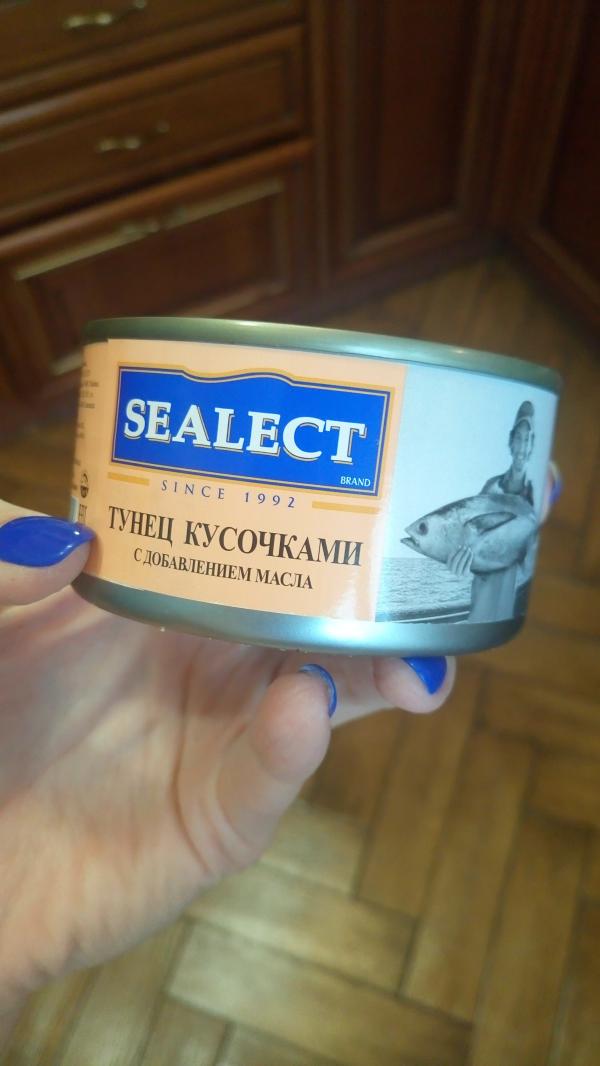 SEALECT
BRAND
SINCE 1992
ТУНЕЦ КУСОЧКАМИ
С ДОБАВЛЕНИЕМ МАСЛА